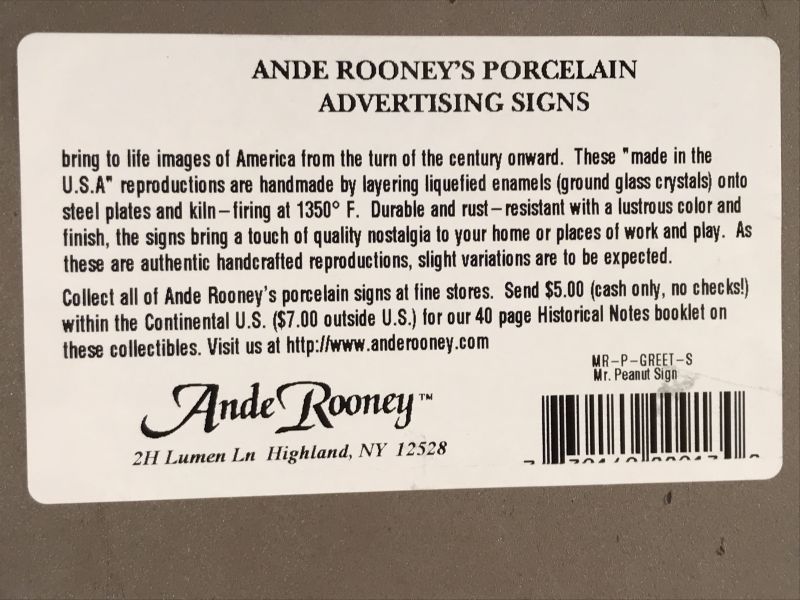 ANDE ROONEY'S PORCELAIN
ADVERTISING SIGNS
bring to life images of America from the turn of the century onward. These "made in the
U.S.A" reproductions are handmade by layering liquefied enamels (ground glass crystals) onto
steel plates and kiln-firing at 1350° F. Durable and rust-resistant with a lustrous color and
finish, the signs bring a touch of quality nostalgia to your home or places of work and play. As
these are authentic handcrafted reproductions, slight variations are to be expected.
Collect all of Ande Rooney's porcelain signs at fine stores. Send $5.00 (cash only, no checks!)
within the Continental U.S. ($7.00 outside U.S.) for our 40 page Historical Notes booklet on
these collectibles. Visit us at http://www.anderooney.com
MR-P-GREET-S
Mr. Peanut Sign
Ande Rooney™
2H Lumen Ln Highland, NY 12528